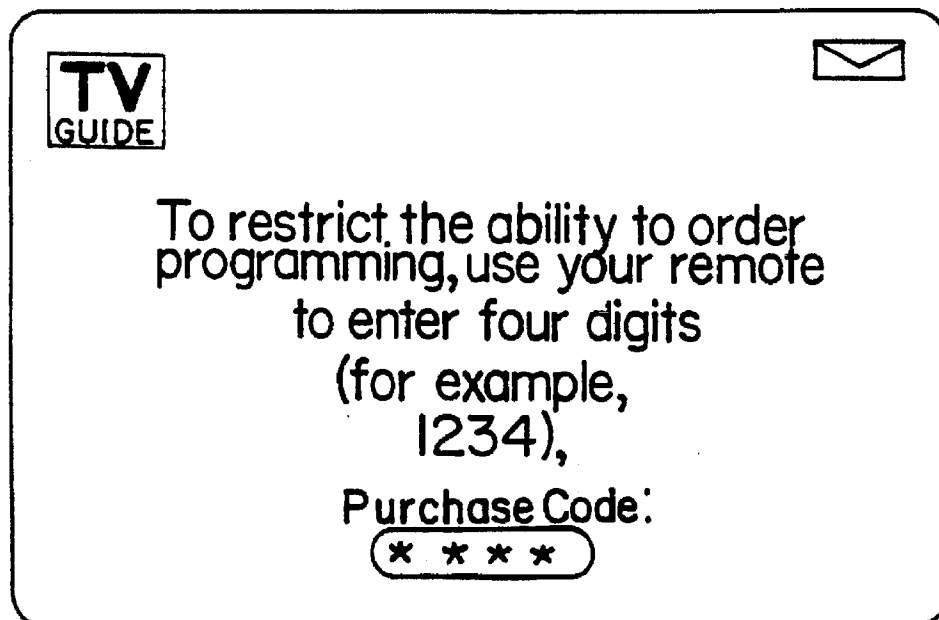 TV
GUIDE
To restrict the ability to order
programming, use your remote
to enter four digits
(for example,
1234),
Purchase Code:
* * * *